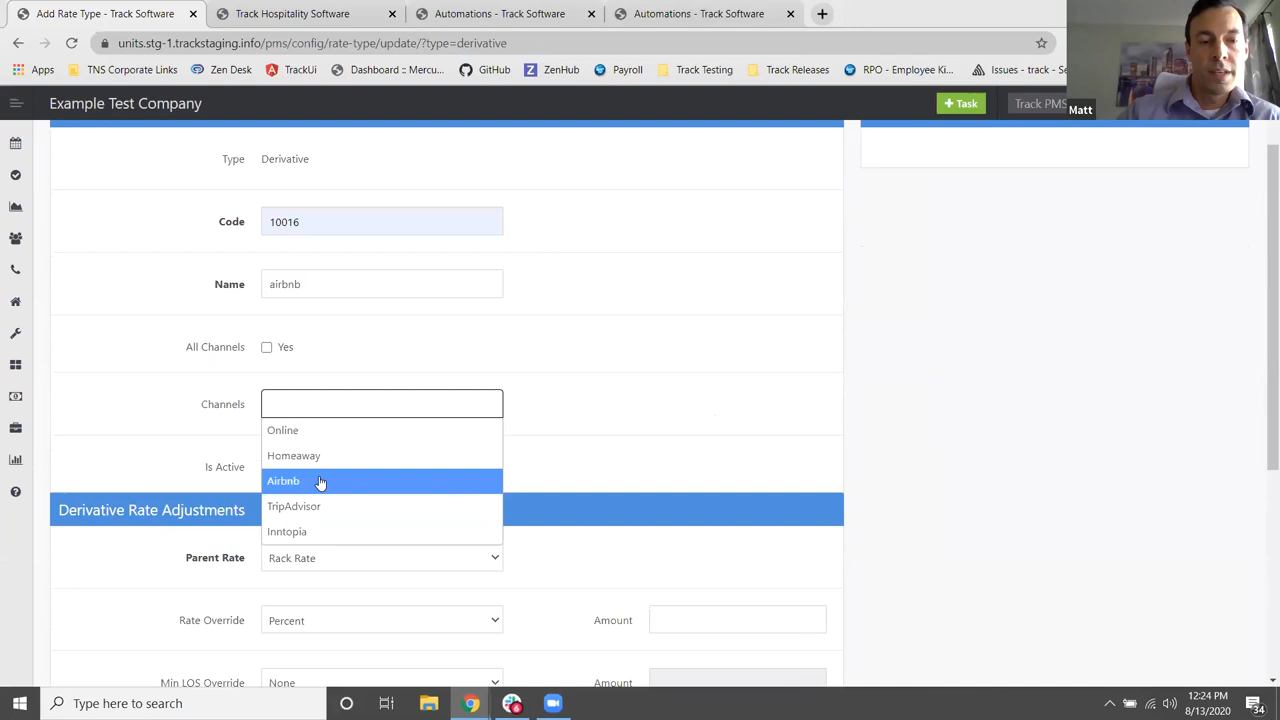 Add Rate Type - Track Software
Track Hospitality Software
Automations - Track Software
Automations - Track Software
units.stg-1.trackstaging.info/pms/config/rate-type/update/?type=derivative
Apps
TNS Corporate Links
Zen Desk
TrackUi
Dashboard :: Mercu...
GitHub
ZenHub
Payroll
Track Testing
Track Releases
RPO - Employee Ki...
Issues - track - Se
Example Test Company
+ Task
Track PMS
Matt
Type Derivative
Code 10016
Name airbnb
All Channels Yes
Channels
Online
Homeaway
Is Active
Airbnb
TripAdvisor
Derivative Rate Adjustments
Inntopia
Parent Rate Rack Rate
Rate Override Percent Amount
Min LOS Override None Amount
Type here to search
6
12:24 PM
8/13/2020
34